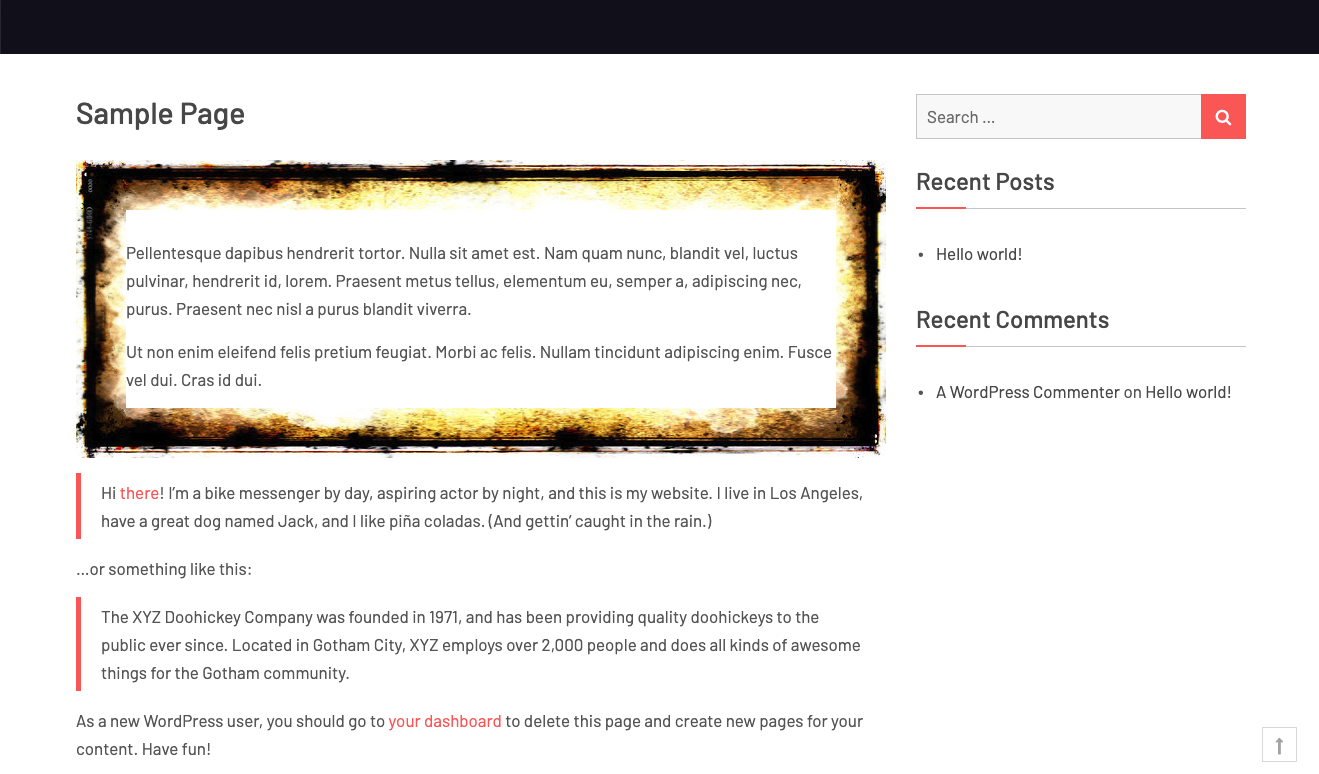 Sample Page
Pellentesque dapibus hendrerit tortor. Nulla sit amet est. Nam quam nunc, blandit vel, luctus
pulvinar, hendrerit id, lorem. Praesent metus tellus, elementum eu, semper a, adipiscing nec,
purus. Praesent nec nisl a purus blandit viverra.
Ut non enim eleifend felis pretium feugiat. Morbi ac felis. Nullam tincidunt adipiscing enim. Fusce
vel dui. Cras id dui.
Hi there! I’m a bike messenger by day, aspiring actor by night, and this is my website. I live in Los Angeles,
have a great dog named Jack, and I like piña coladas. (And gettin’ caught in the rain.)
…or something like this:
The XYZ Doohickey Company was founded in 1971, and has been providing quality doohickeys to the
public ever since. Located in Gotham City, XYZ employs over 2,000 people and does all kinds of awesome
things for the Gotham community.
As a new WordPress user, you should go to your dashboard to delete this page and create new pages for your
content. Have fun!
Search …
Recent Posts
• Hello world!
Recent Comments
• A WordPress Commenter on Hello world!